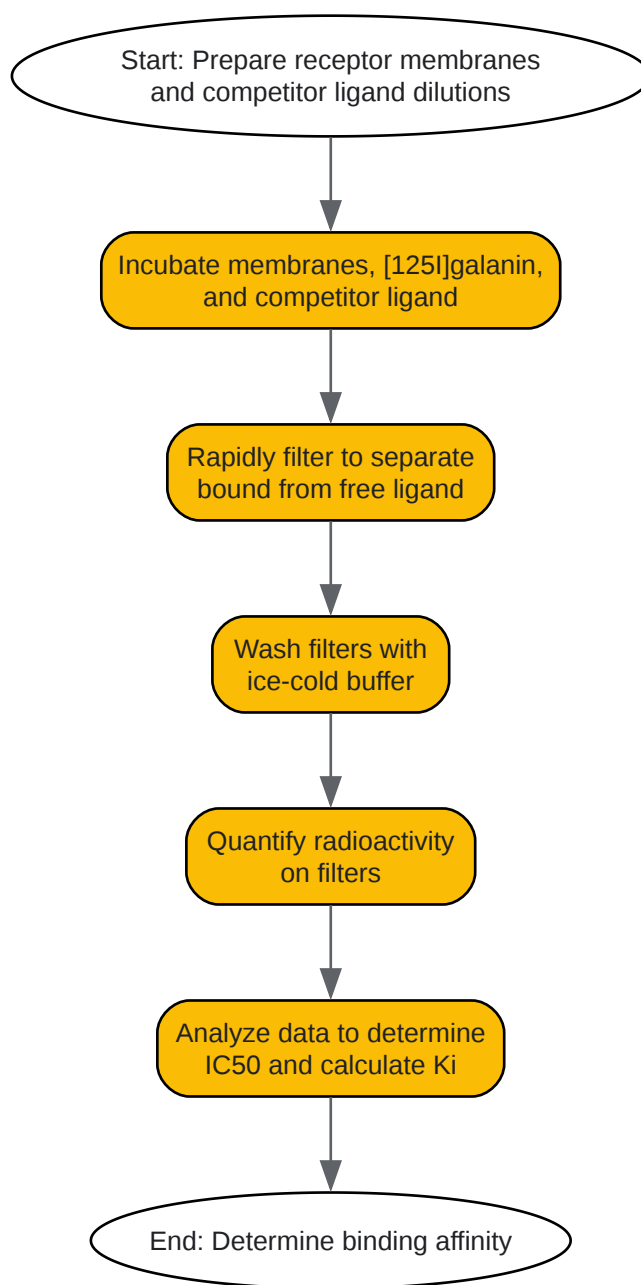 Start: Prepare receptor membranes
and competitor ligand dilutions
Incubate membranes, [125I]galanin,
and competitor ligand
Rapidly filter to separate
bound from free ligand
Wash filters with
ice-cold buffer
Quantify radioactivity
on filters
Analyze data to determine
IC50 and calculate Ki
End: Determine binding affinity